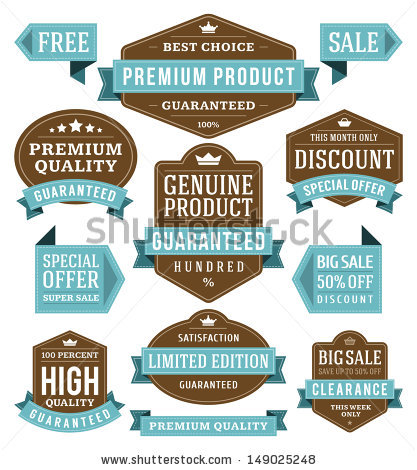 FREE
BEST CHOICE
PREMIUM PRODUCT
GUARANTEED
100%
SALE
PREMIUM
QUALITY
GUARANTEED
GENUINE
PRODUCT
GUARANTEED
HUNDRED
%
THIS MONTH ONLY
DISCOUNT
SPECIAL OFFER
SPECIAL
OFFER
SUPER SALE
BIG SALE
50% OFF
DISCOUNT
100 PERCENT
HIGH
QUALITY
GUARANTEED
SATISFACTION
LIMITED EDITION
GUARANTEED
PREMIUM QUALITY
BIG SALE
SAVE UP TO 50% OFF
CLEARANCE
THIS WEEK
ONLY
shutterstock
www.shutterstock.com · 149025248